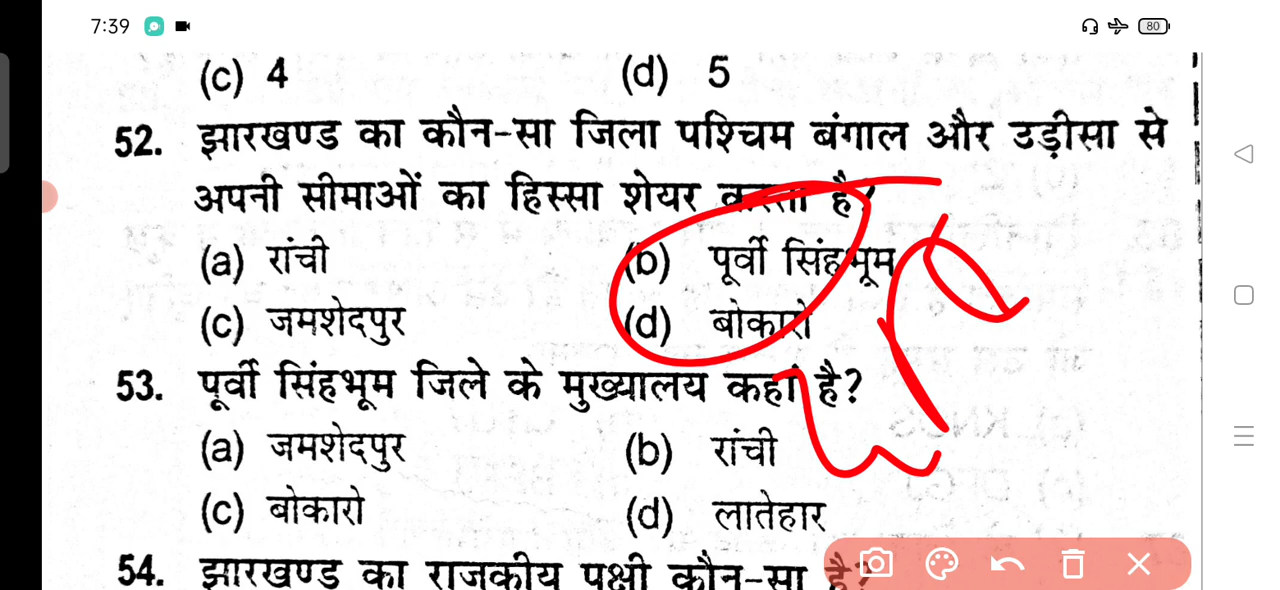 7:39
80
(c) 4 (d) 5
52. झारखण्ड का कौन-सा जिला पश्चिम बंगाल और उड़ीसा से
अपनी सीमाओं का हिस्सा शेयर करता है?
(a) रांची (b) पूर्वी सिंहभूम
(c) जमशेदपुर (d) बोकारो
53. पूर्वी सिंहभूम जिले के मुख्यालय कहां है?
(a) जमशेदपुर (b) रांची
(c) बोकारो (d) लातेहार
54. झारखण्ड का राजकीय पक्षी कौन-सा है?